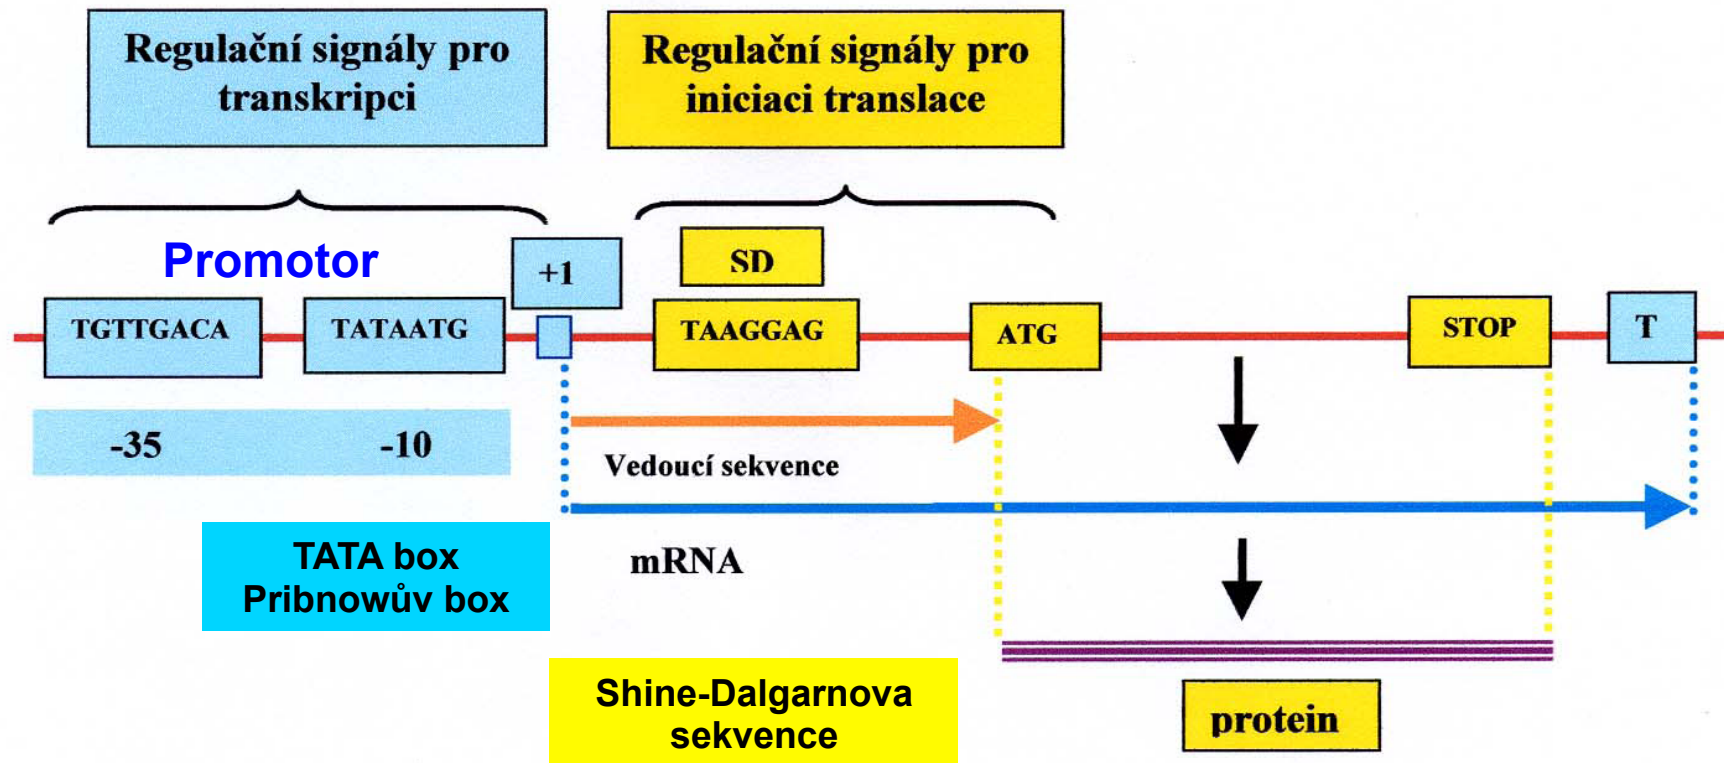 Regulační signály pro
transkripci
Regulační signály pro
iniciaci translace
Promotor
+1
SD
TGTTGACA
TATAATG
TAAGGAG
ATG
STOP
T
-35
-10
Vedoucí sekvence
mRNA
TATA box
Pribnowův box
Shine-Dalgarnova
sekvence
protein